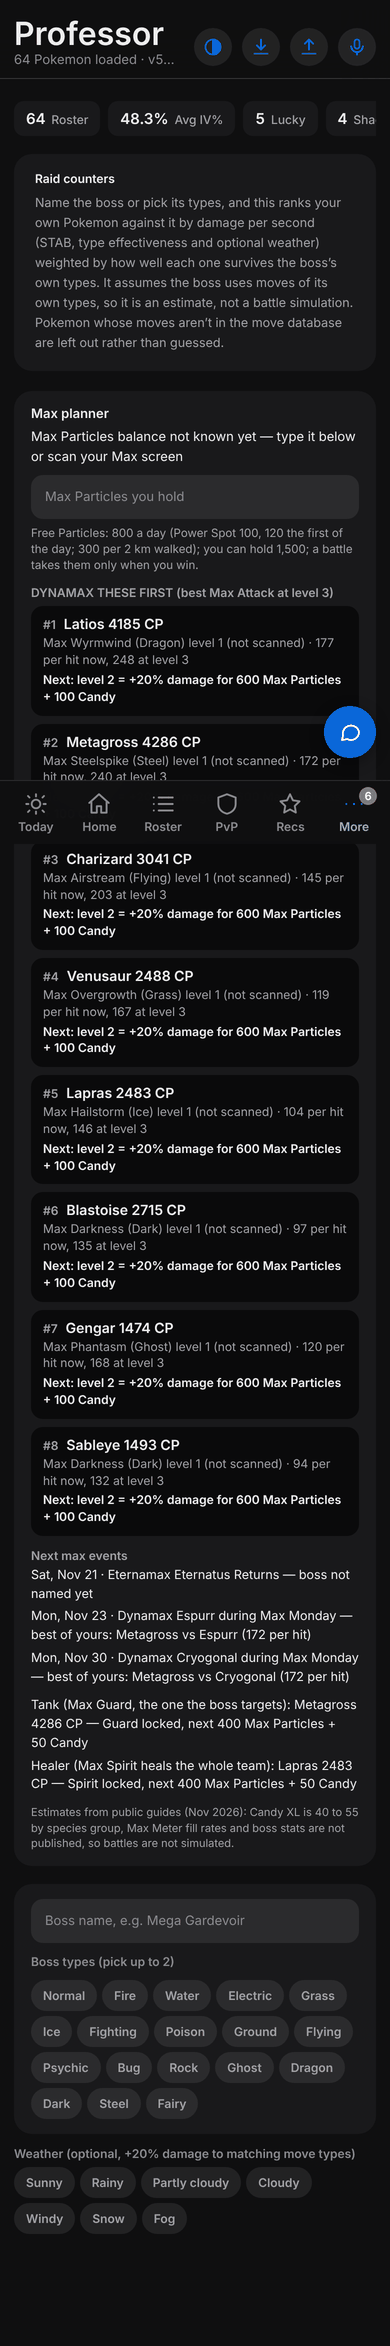 Professor
64 Pokemon loaded · v5...
64 Roster
48.3% Avg IV%
5 Lucky
4 Sha
Raid counters
Name the boss or pick its types, and this ranks your
own Pokemon against it by damage per second
(STAB, type effectiveness and optional weather)
weighted by how well each one survives the boss's
own types. It assumes the boss uses moves of its
own types, so it is an estimate, not a battle simulation.
Pokemon whose moves aren't in the move database
are left out rather than guessed.
Max planner
Max Particles balance not known yet — type it below
or scan your Max screen
Max Particles you hold
Free Particles: 800 a day (Power Spot 100, 120 the first of
the day; 300 per 2 km walked); you can hold 1,500; a battle
takes them only when you win.
DYNAMAX THESE FIRST (best Max Attack at level 3)
#1 Latios 4185 CP
Max Wyrmwind (Dragon) level 1 (not scanned) · 177
per hit now, 248 at level 3
Next: level 2 = +20% damage for 600 Max Particles
+ 100 Candy
#2 Metagross 4286 CP
Max Steelspike (Steel) level 1 (not scanned) · 172 per
hit now, 240 at level 3
Today
Home
Roster
PvP
Recs
6
More
#3 Charizard 3041 CP
Max Airstream (Flying) level 1 (not scanned) · 145 per
hit now, 203 at level 3
Next: level 2 = +20% damage for 600 Max Particles
+ 100 Candy
#4 Venusaur 2488 CP
Max Overgrowth (Grass) level 1 (not scanned) · 119
per hit now, 167 at level 3
Next: level 2 = +20% damage for 600 Max Particles
+ 100 Candy
#5 Lapras 2483 CP
Max Hailstorm (Ice) level 1 (not scanned) · 104 per hit
now, 146 at level 3
Next: level 2 = +20% damage for 600 Max Particles
+ 100 Candy
#6 Blastoise 2715 CP
Max Darkness (Dark) level 1 (not scanned) · 97 per hit
now, 135 at level 3
Next: level 2 = +20% damage for 600 Max Particles
+ 100 Candy
#7 Gengar 1474 CP
Max Phantasm (Ghost) level 1 (not scanned) · 120 per
hit now, 168 at level 3
Next: level 2 = +20% damage for 600 Max Particles
+ 100 Candy
#8 Sableye 1493 CP
Max Darkness (Dark) level 1 (not scanned) · 94 per
hit now, 132 at level 3
Next: level 2 = +20% damage for 600 Max Particles
+ 100 Candy
Next max events
Sat, Nov 21 · Eternamax Eternatus Returns — boss not
named yet
Mon, Nov 23 · Dynamax Espurr during Max Monday —
best of yours: Metagross vs Espurr (172 per hit)
Mon, Nov 30 · Dynamax Cryogonal during Max Monday
— best of yours: Metagross vs Cryogonal (172 per hit)
Tank (Max Guard, the one the boss targets): Metagross
4286 CP — Guard locked, next 400 Max Particles +
50 Candy
Healer (Max Spirit heals the whole team): Lapras 2483
CP — Spirit locked, next 400 Max Particles + 50 Candy
Estimates from public guides (Nov 2026): Candy XL is 40 to 55
by species group, Max Meter fill rates and boss stats are not
published, so battles are not simulated.
Boss name, e.g. Mega Gardevoir
Boss types (pick up to 2)
Normal
Fire
Water
Electric
Grass
Ice
Fighting
Poison
Ground
Flying
Psychic
Bug
Rock
Ghost
Dragon
Dark
Steel
Fairy
Weather (optional, +20% damage to matching move types)
Sunny
Rainy
Partly cloudy
Cloudy
Windy
Snow
Fog